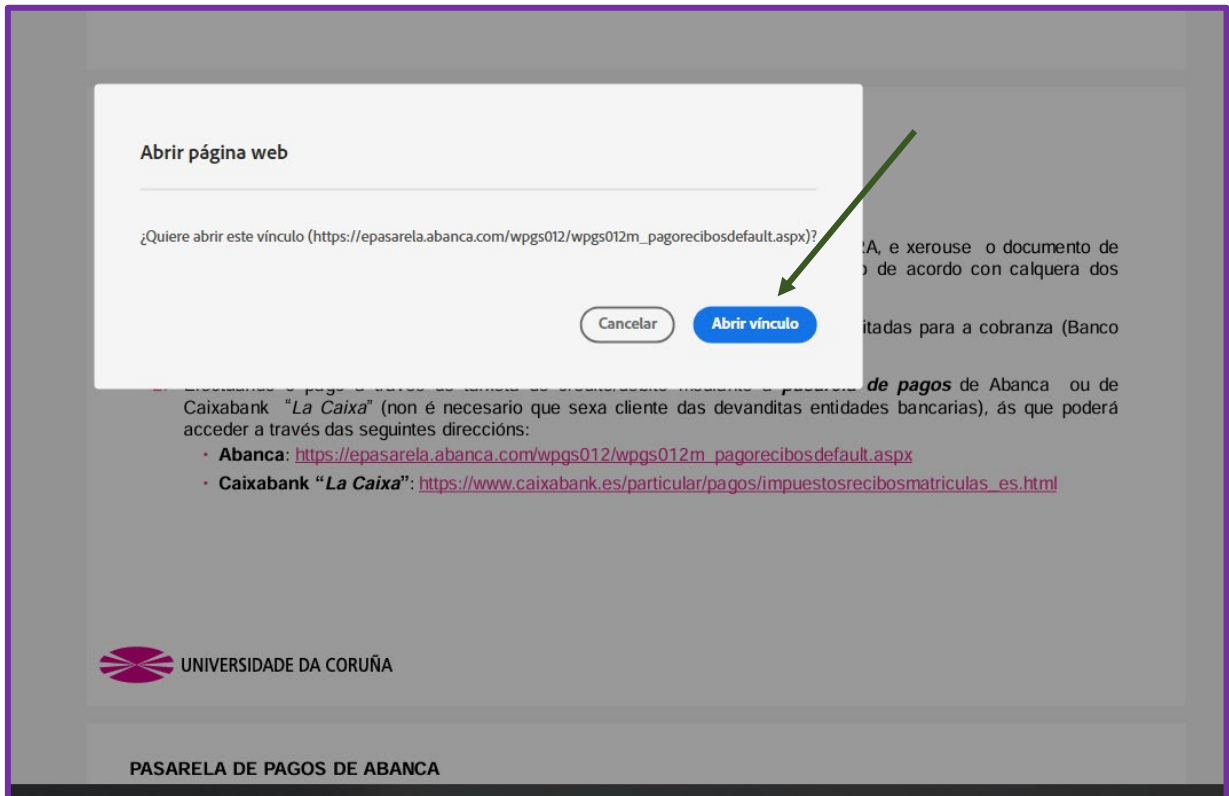 Abrir página web
¿Quiere abrir este vínculo (https://epasarela.abanca.com/wpgs012/wpgs012m_pagorecibosdefault.aspx)?
Cancelar
Abrir vínculo
, e xerouse o documento de
de acordo con calquera dos
itadas para a cobranza (Banco
de pagos de Abanca ou de
Caixabank “La Caixa” (non é necesario que sexa cliente das devanditas entidades bancarias), ás que poderá
acceder a través das seguintes direccións:
• Abanca: https://epasarela.abanca.com/wpgs012/wpgs012m_pagorecibosdefault.aspx
• Caixabank “La Caixa”: https://www.caixabank.es/particular/pagos/impuestosrecibosmatriculas_es.html
UNIVERSIDADE DA CORUÑA
PASARELA DE PAGOS DE ABANCA